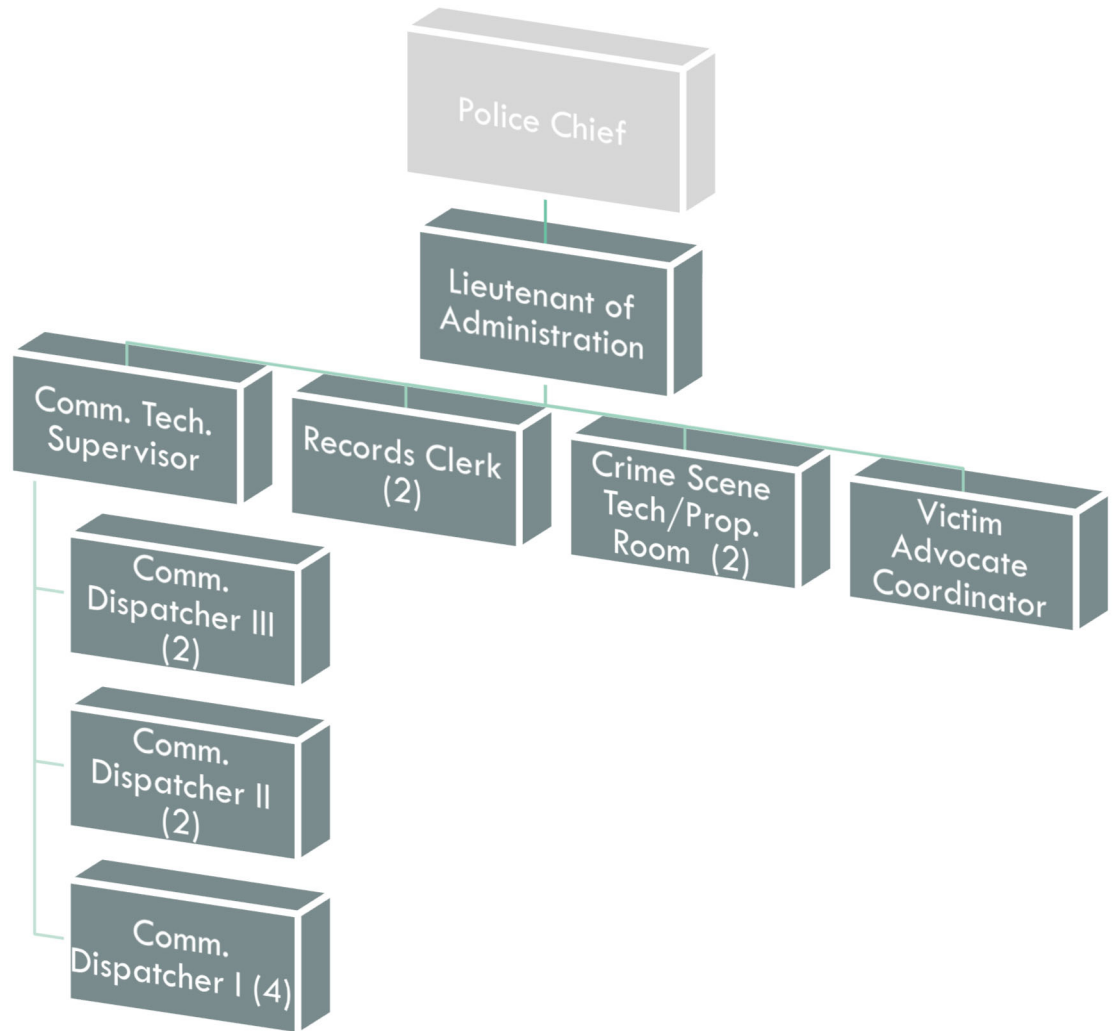 Police Chief
Lieutenant of
Administration
Comm. Tech.
Supervisor
Records Clerk
(2)
Crime Scene
Tech/Prop.
Room (2)
Victim
Advocate
Coordinator
Comm.
Dispatcher III
(2)
Comm.
Dispatcher II
(2)
Comm.
Dispatcher I (4)